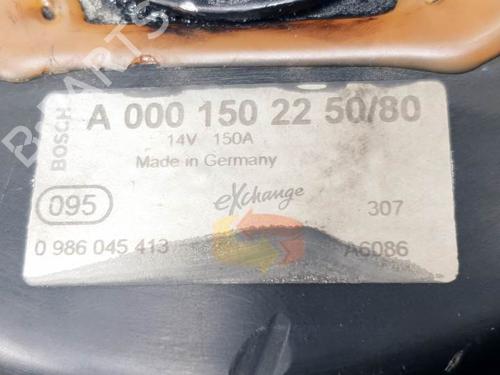 BOSCH
A 000 150 22 50/80
14V 150A
Made in Germany
095
eXchange
307
0 986 045 413
A6086